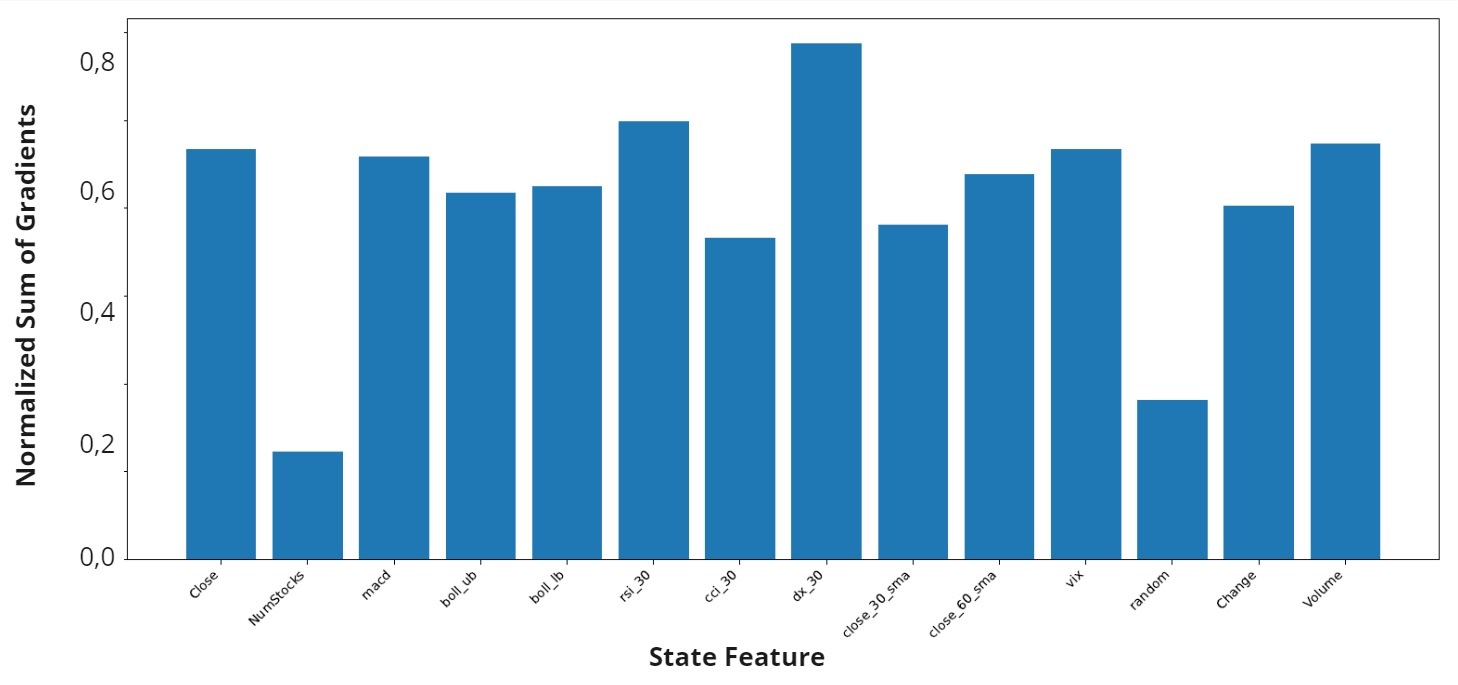 Normalized Sum of Gradients
0,8
0,6
0,4
0,2
0,0
Close
NumStocks
macd
boll_ub
boll_lb
rsi_30
cci_30
dx_30
close_30_sma
close_60_sma
vix
random
Change
Volume
State Feature